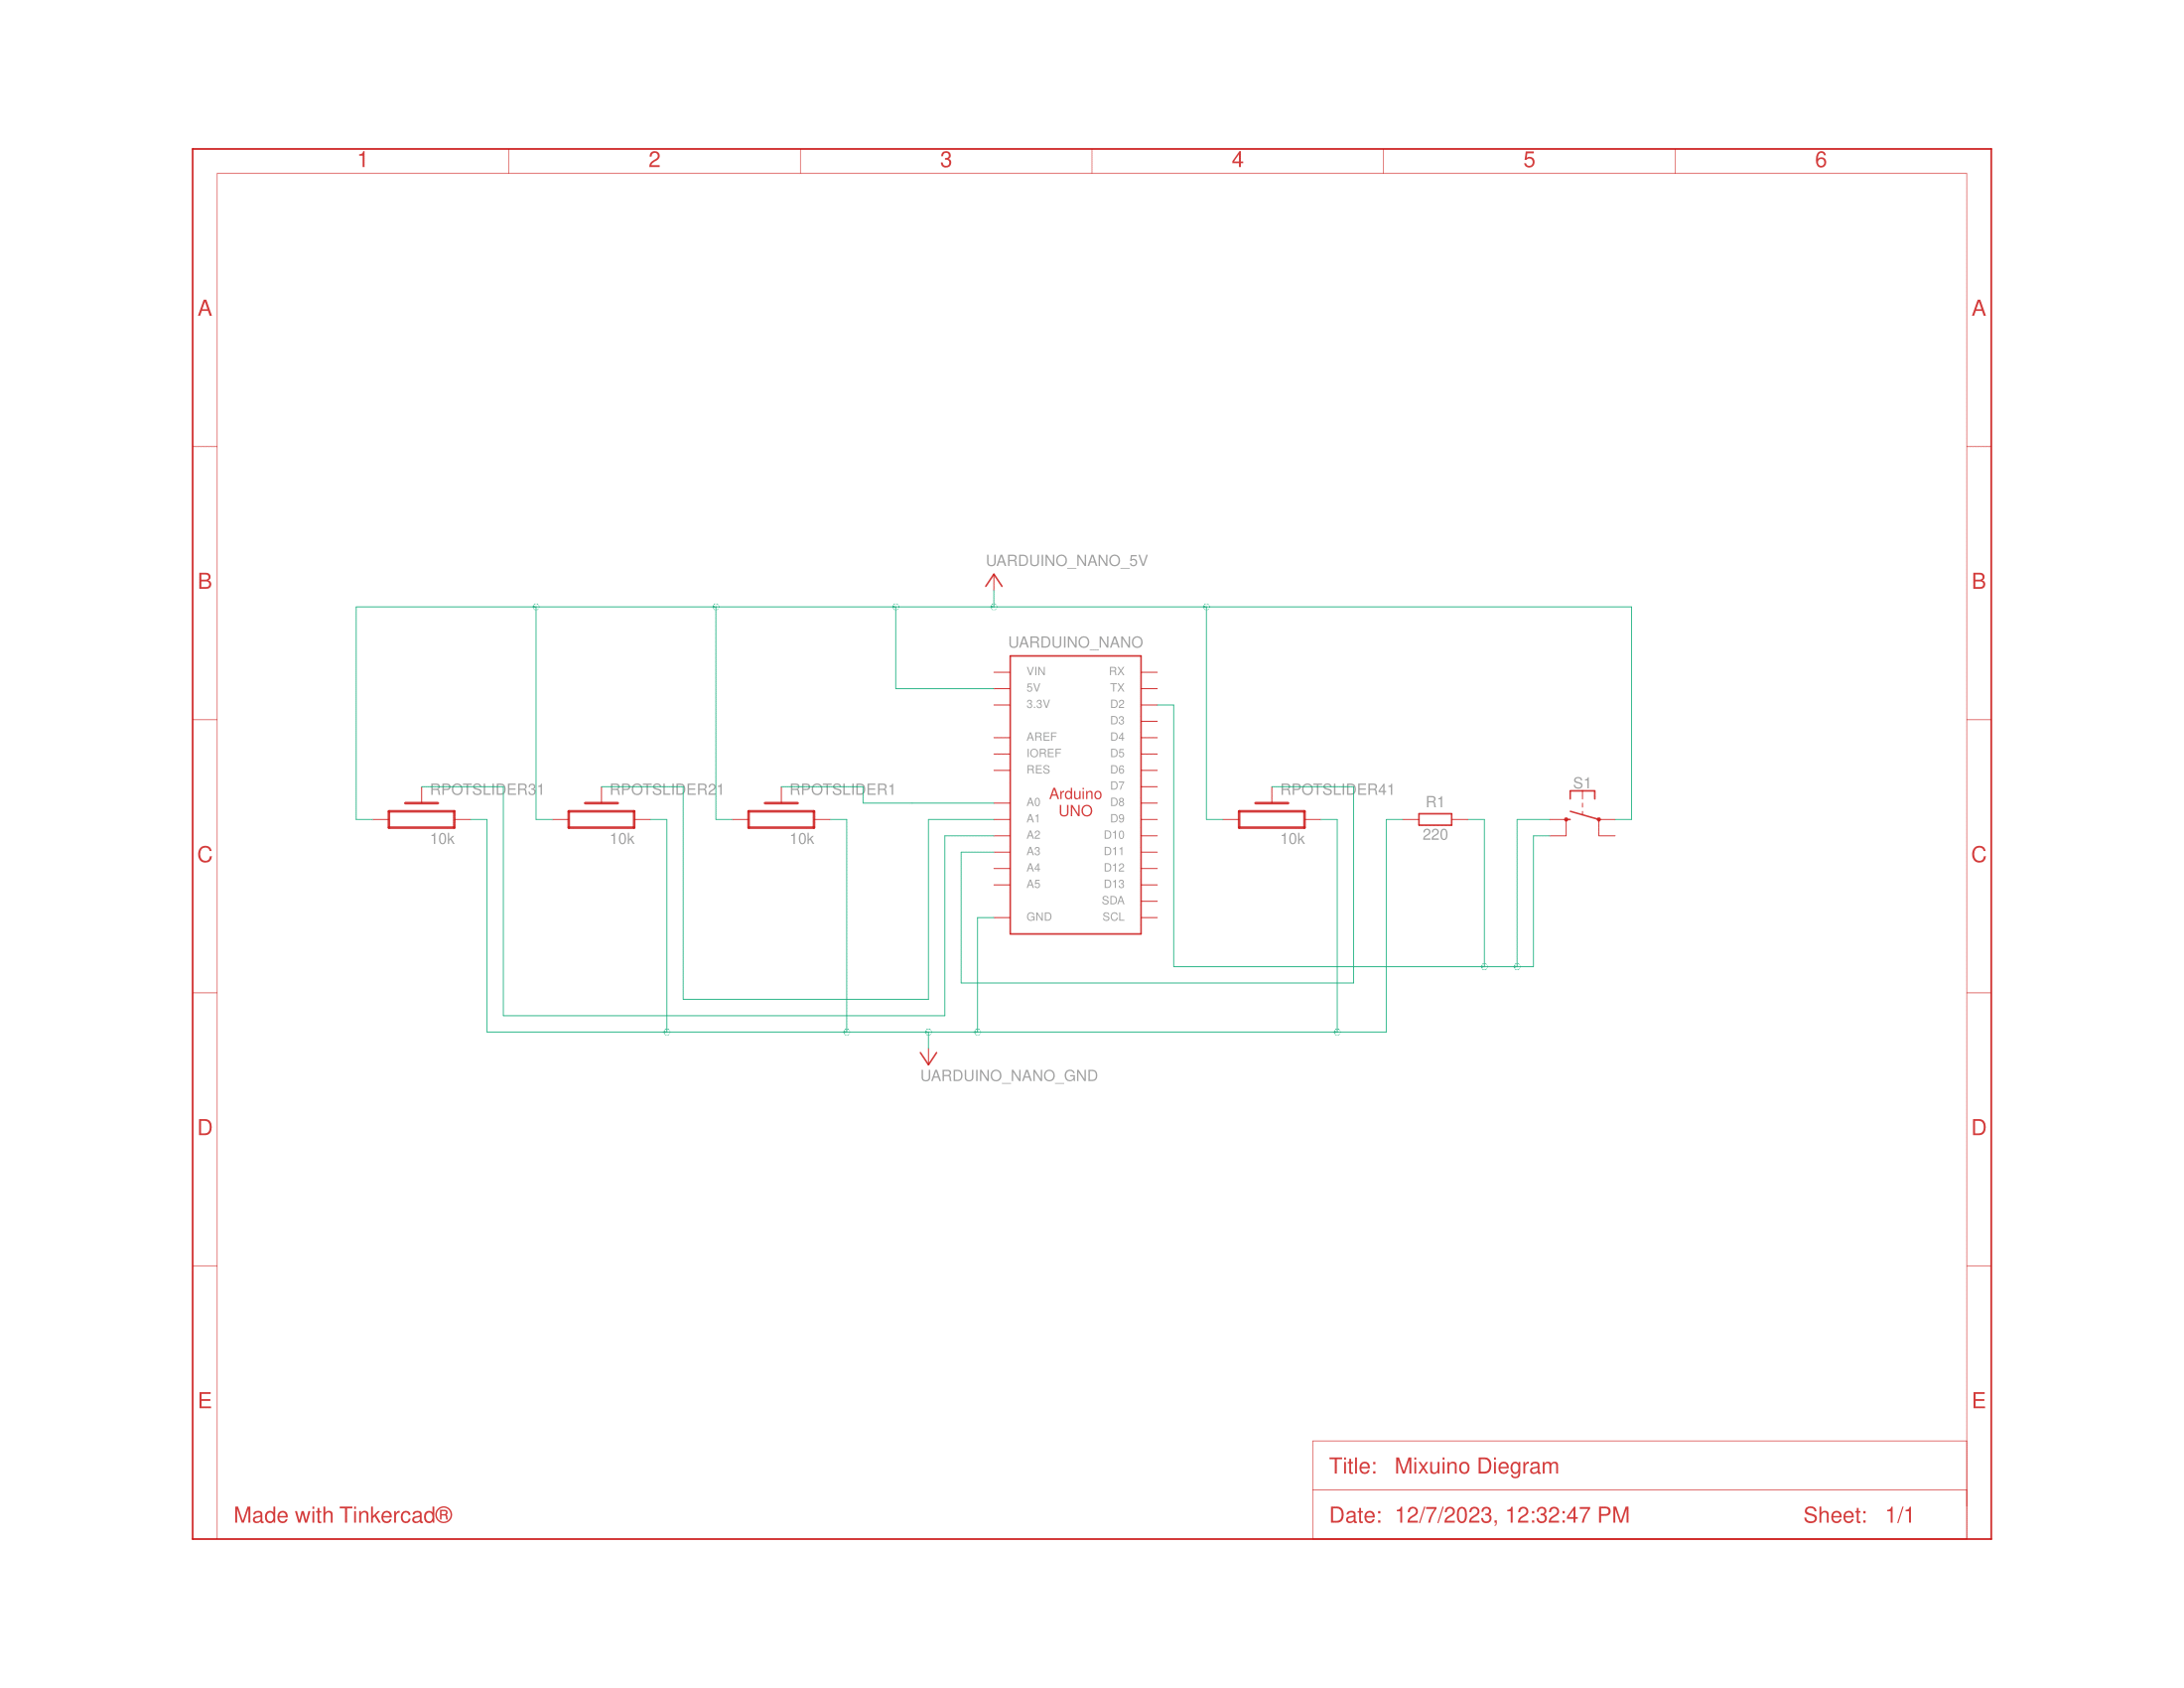 1 2 3 4 5 6
A A
UARDUINO_NANO_5V
B B
UARDUINO_NANO
VIN RX
5V TX
3.3V D2
D3
AREF D4
IOREF D5
RES D6
D7
RPOTSLIDER31 RPOTSLIDER21 RPOTSLIDER1 RPOTSLIDER41 S1
Arduino
UNO
A0 D8
R1
A1 D9
A2 D10
10k 10k 10k 10k 220
A3 D11
C C
A4 D12
A5 D13
SDA
GND SCL
UARDUINO_NANO_GND
D D
E E
Title: Mixuino Diegram
Made with Tinkercad®
Date: 12/7/2023, 12:32:47 PM Sheet: 1/1